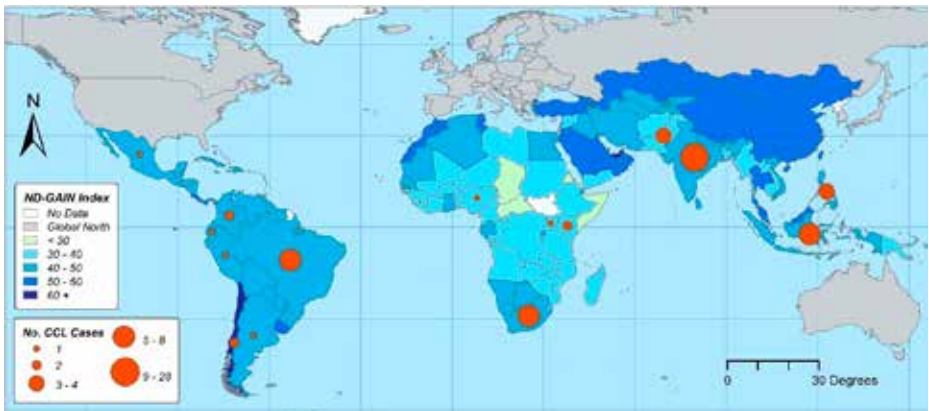 N
ND-GAIN Index
No Data
Global North
< 30
30 - 40
40 - 50
50 - 60
60 +
No. CCL Cases
1
2
3 - 4
5 - 8
9 - 28
0 30 Degrees